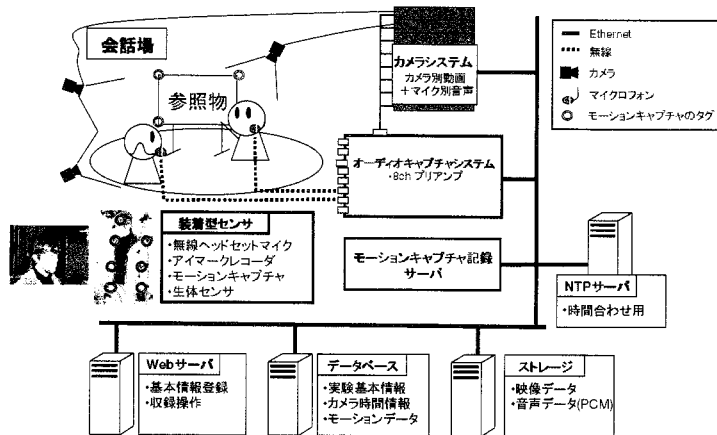 会話場
参照物
カメラシステム
カメラ別動画
＋マイク別音声
Ethernet
無線
カメラ
マイクロフォン
モーションキャプチャのタグ
オーディオキャプチャシステム
・8ch プリアンプ
装着型センサ
・無線ヘッドセットマイク
・アイマークレコーダ
・モーションキャプチャ
・生体センサ
モーションキャプチャ記録
サーバ
NTPサーバ
・時間合わせ用
Webサーバ
・基本情報登録
・収録操作
データベース
・実験基本情報
・カメラ時間情報
・モーションデータ
ストレージ
・映像データ
・音声データ(PCM)